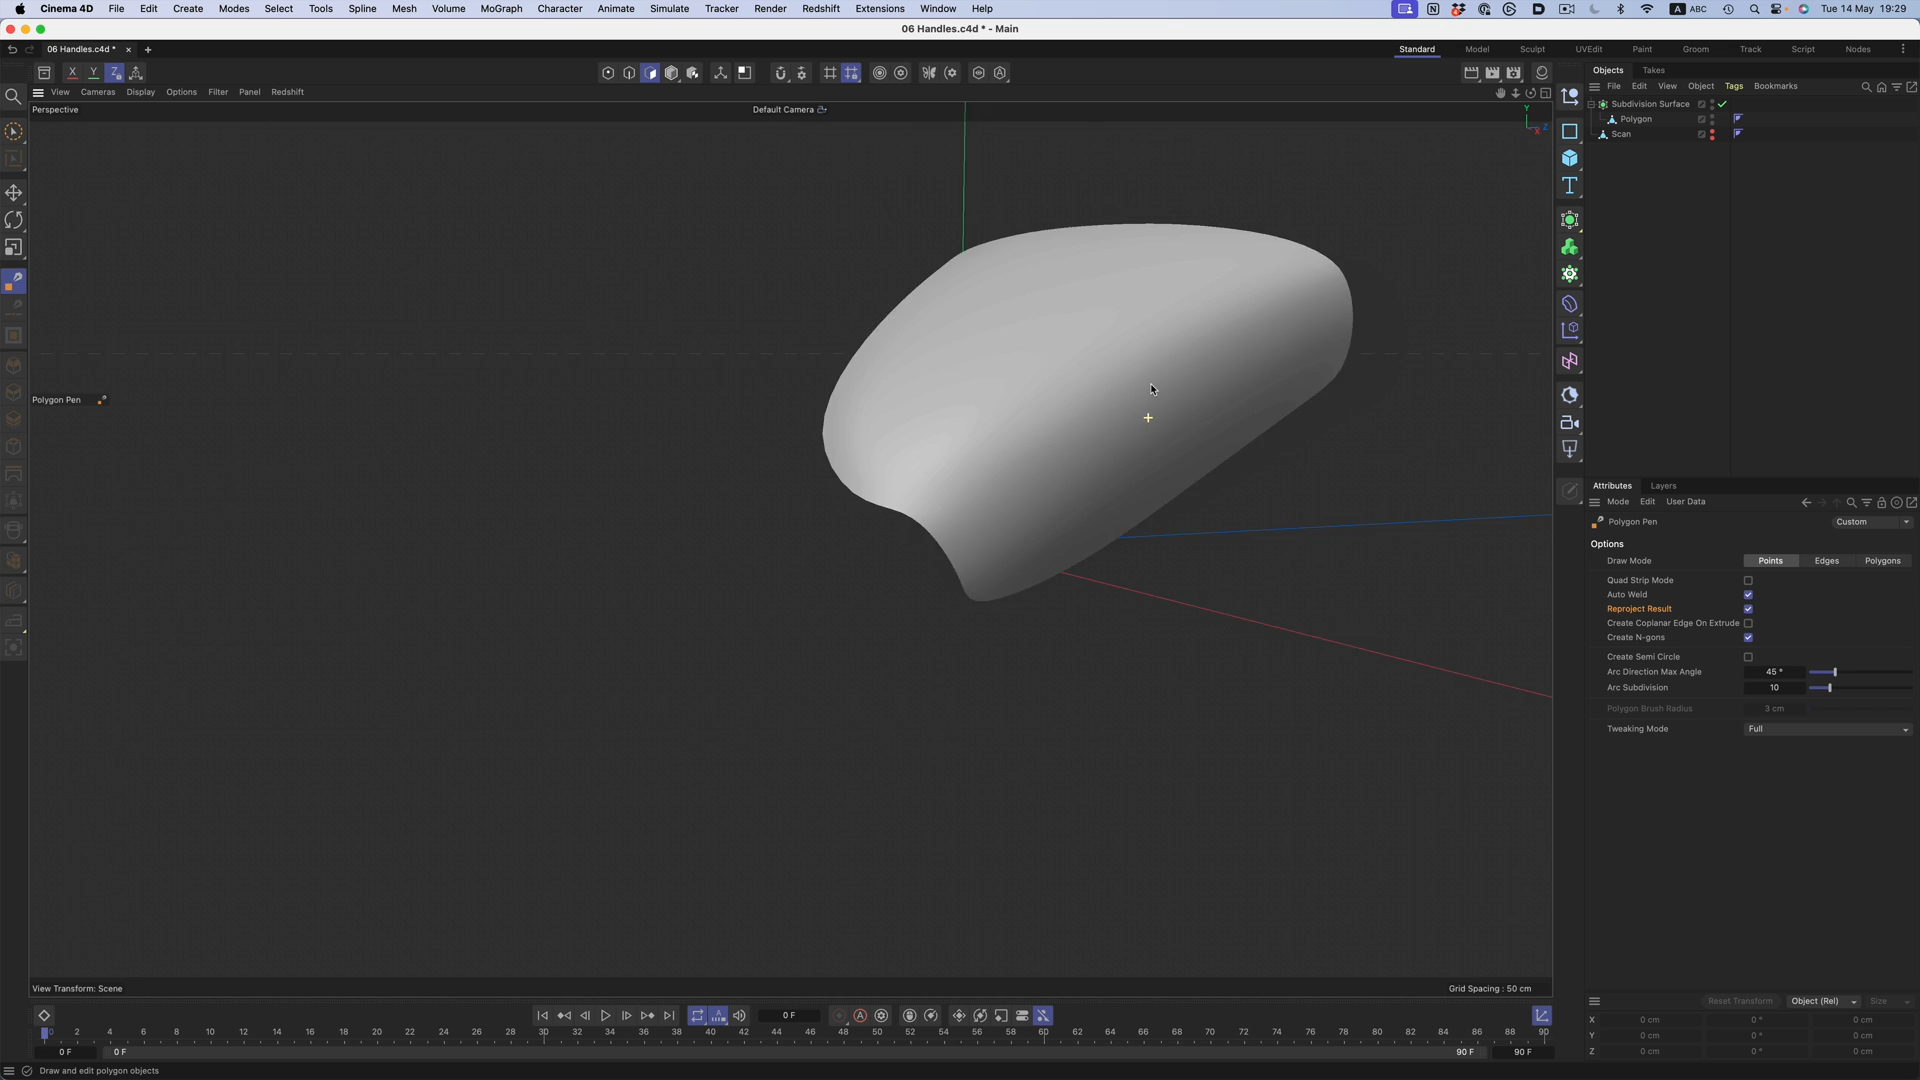 Cinema 4D File Edit Create Modes Select Tools Spline Mesh Volume MoGraph Character Animate Simulate Tracker Render Redshift Extensions Window Help
A ABC Tue 14 May 19:29
06 Handles.c4d * - Main
06 Handles.c4d *
Standard Model Sculpt UVEdit Paint Groom Track Script Nodes
X Y Z
View Cameras Display Options Filter Panel Redshift
Perspective
Default Camera
Y
Z
X
Polygon Pen
View Transform: Scene
Grid Spacing : 50 cm
Objects Takes
File Edit View Object Tags Bookmarks
Subdivision Surface
Polygon
Scan
Attributes Layers
Mode Edit User Data
Polygon Pen
Custom
Options
Draw Mode Points Edges Polygons
Quad Strip Mode
Auto Weld
Reproject Result
Create Coplanar Edge On Extrude
Create N-gons
Create Semi Circle
Arc Direction Max Angle 45 °
Arc Subdivision 10
Polygon Brush Radius 3 cm
Tweaking Mode Full
Reset Transform Object (Rel) Size
X 0 cm 0 ° 0 cm
Y 0 cm 0 ° 0 cm
Z 0 cm 0 ° 0 cm
0 F
0 2 4 6 8 10 12 14 16 18 20 22 24 26 28 30 32 34 36 38 40 42 44 46 48 50 52 54 56 58 60 62 64 66 68 70 72 74 76 78 80 82 84 86 88 90
0 F 0 F 90 F 90 F
Draw and edit polygon objects